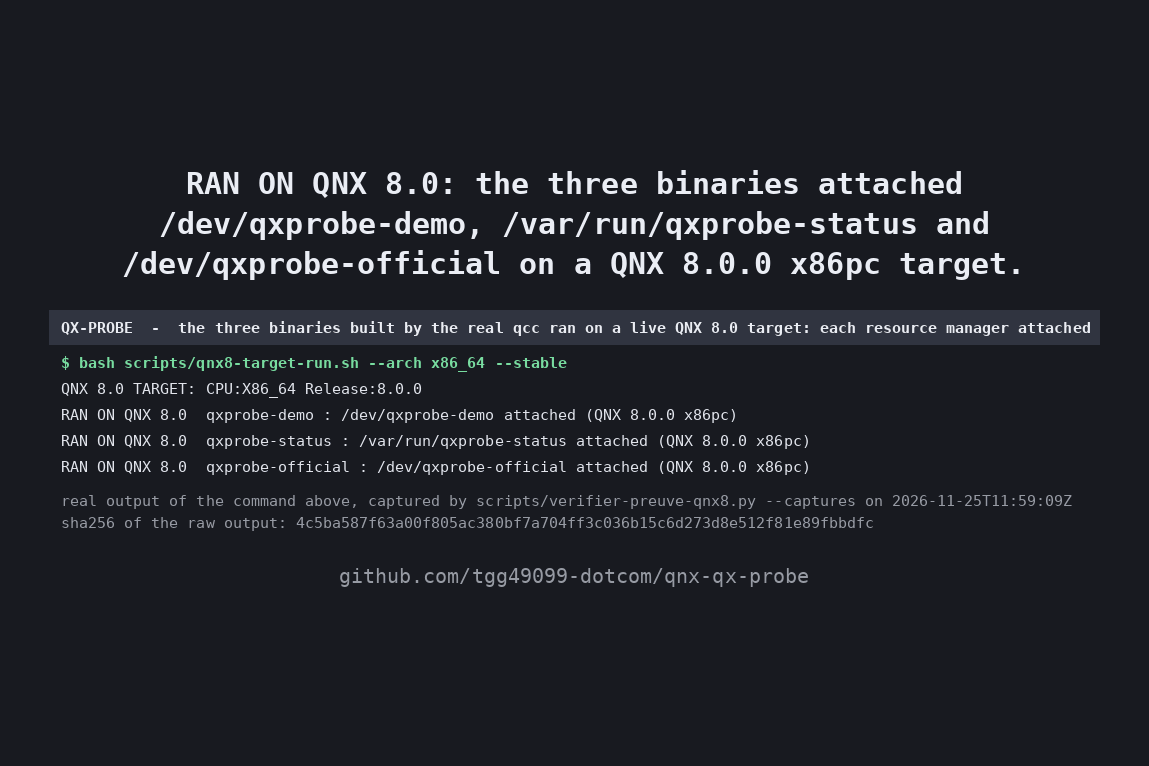 RAN ON QNX 8.0: the three binaries attached
/dev/qxprobe-demo, /var/run/qxprobe-status and
/dev/qxprobe-official on a QNX 8.0.0 x86pc target.
QX-PROBE  -  the three binaries built by the real qcc ran on a live QNX 8.0 target: each resource manager attached
$ bash scripts/qnx8-target-run.sh --arch x86_64 --stable
QNX 8.0 TARGET: CPU:X86_64 Release:8.0.0
RAN ON QNX 8.0  qxprobe-demo : /dev/qxprobe-demo attached (QNX 8.0.0 x86pc)
RAN ON QNX 8.0  qxprobe-status : /var/run/qxprobe-status attached (QNX 8.0.0 x86pc)
RAN ON QNX 8.0  qxprobe-official : /dev/qxprobe-official attached (QNX 8.0.0 x86pc)
real output of the command above, captured by scripts/verifier-preuve-qnx8.py --captures on 2026-11-25T11:59:09Z
sha256 of the raw output: 4c5ba587f63a00f805ac380bf7a704ff3c036b15c6d273d8e512f81e89fbbdfc
github.com/tgg49099-dotcom/qnx-qx-probe